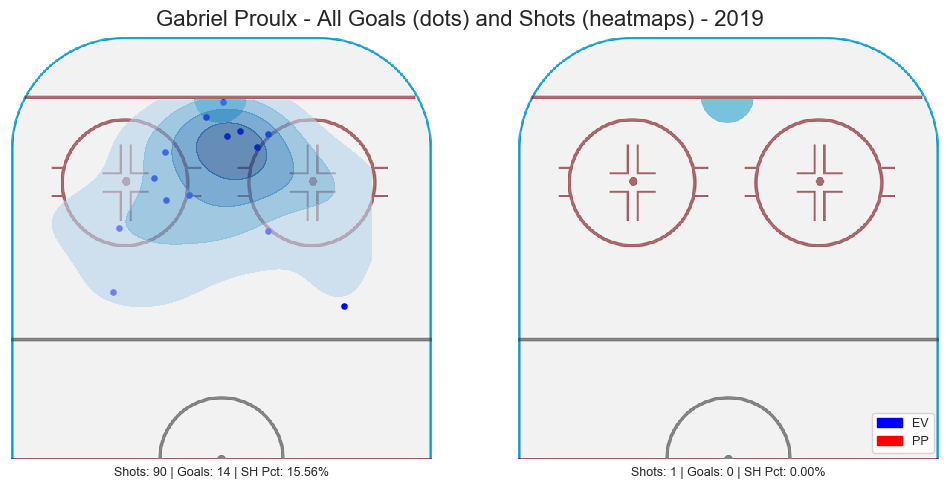 Gabriel Proulx - All Goals (dots) and Shots (heatmaps) - 2019
EV
PP
Shots: 90 | Goals: 14 | SH Pct: 15.56%
Shots: 1 | Goals: 0 | SH Pct: 0.00%